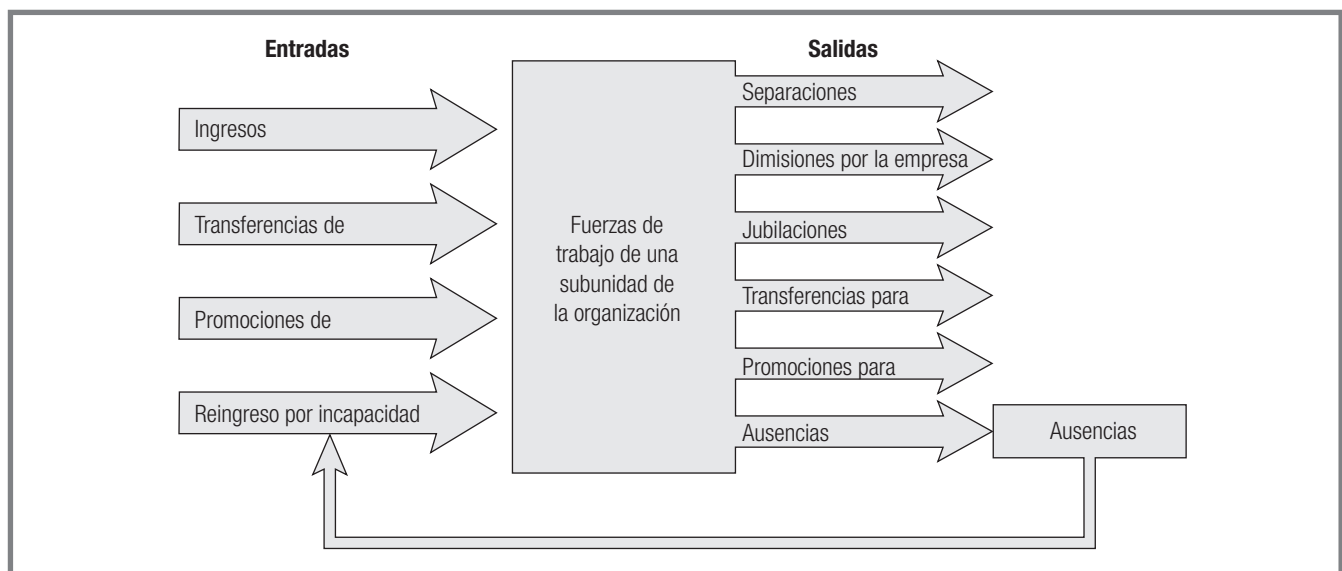 Entradas
Salidas
Ingresos
Transferencias de
Promociones de
Reingreso por incapacidad
Fuerzas de
trabajo de una
subunidad de
la organización
Separaciones
Dimisiones por la empresa
Jubilaciones
Transferencias para
Promociones para
Ausencias
Ausencias